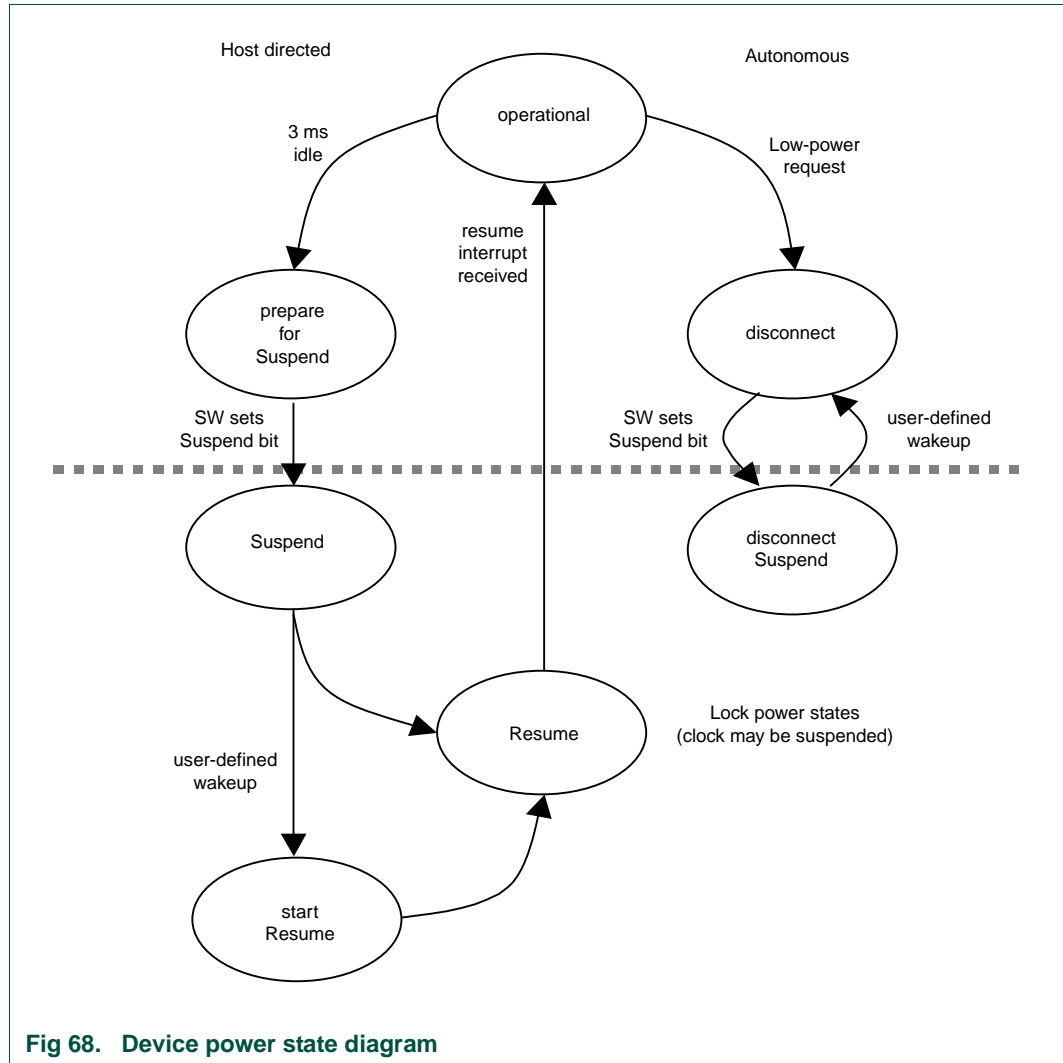 Host directed
Autonomous
operational
3 ms
idle
Low-power
request
resume
interrupt
received
prepare
for
Suspend
disconnect
SW sets
Suspend bit
SW sets
Suspend bit
user-defined
wakeup
Suspend
disconnect
Suspend
Resume
Lock power states
(clock may be suspended)
user-defined
wakeup
start
Resume
Fig 68. Device power state diagram